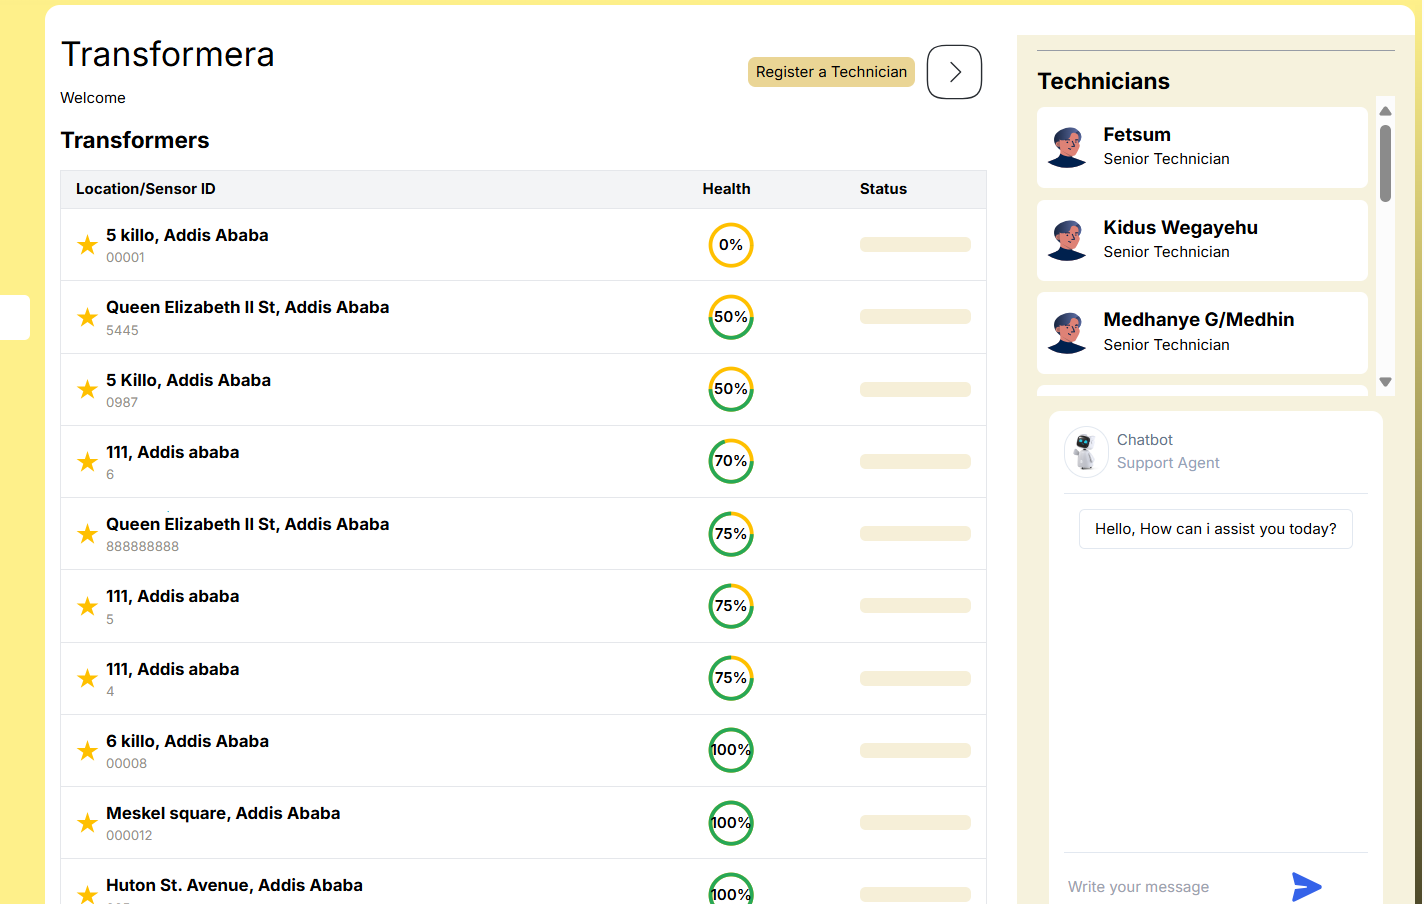 Transformera
Register a Technician
Welcome
Transformers
Location/Sensor ID Health Status
5 killo, Addis Ababa
00001
0%
Queen Elizabeth II St, Addis Ababa
5445
50%
5 Killo, Addis Ababa
0987
50%
111, Addis ababa
6
70%
Queen Elizabeth II St, Addis Ababa
888888888
75%
111, Addis ababa
5
75%
111, Addis ababa
4
75%
6 killo, Addis Ababa
00008
100%
Meskel square, Addis Ababa
000012
100%
Huton St. Avenue, Addis Ababa
100%
Technicians
Fetsum
Senior Technician
Kidus Wegayehu
Senior Technician
Medhanye G/Medhin
Senior Technician
Chatbot
Support Agent
Hello, How can i assist you today?
Write your message